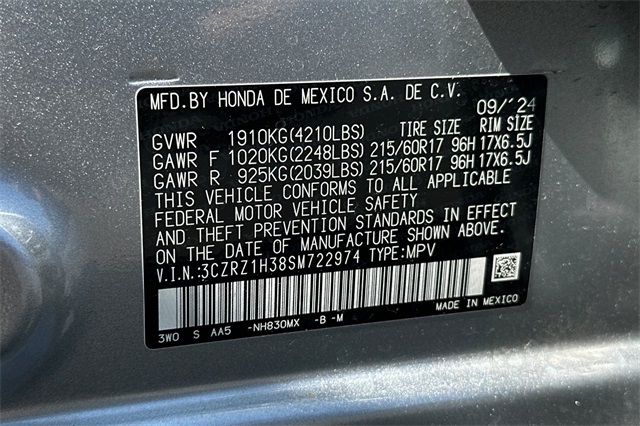 MFD.BY HONDA DE MEXICO S.A. DE C.V. 09/'24
GVWR 1910KG(4210LBS) TIRE SIZE RIM SIZE
GAWR F 1020KG(2248LBS) 215/60R17 96H 17X6.5J
GAWR R 925KG(2039LBS) 215/60R17 96H 17X6.5J
THIS VEHICLE CONFORMS TO ALL APPLICABLE
FEDERAL MOTOR VEHICLE SAFETY
AND THEFT PREVENTION STANDARDS IN EFFECT
ON THE DATE OF MANUFACTURE SHOWN ABOVE.
V.I.N.:3CZRZ1H38SM722974 TYPE:MPV
MADE IN MEXICO
3W0 S AA5 -NH830MX -B -M